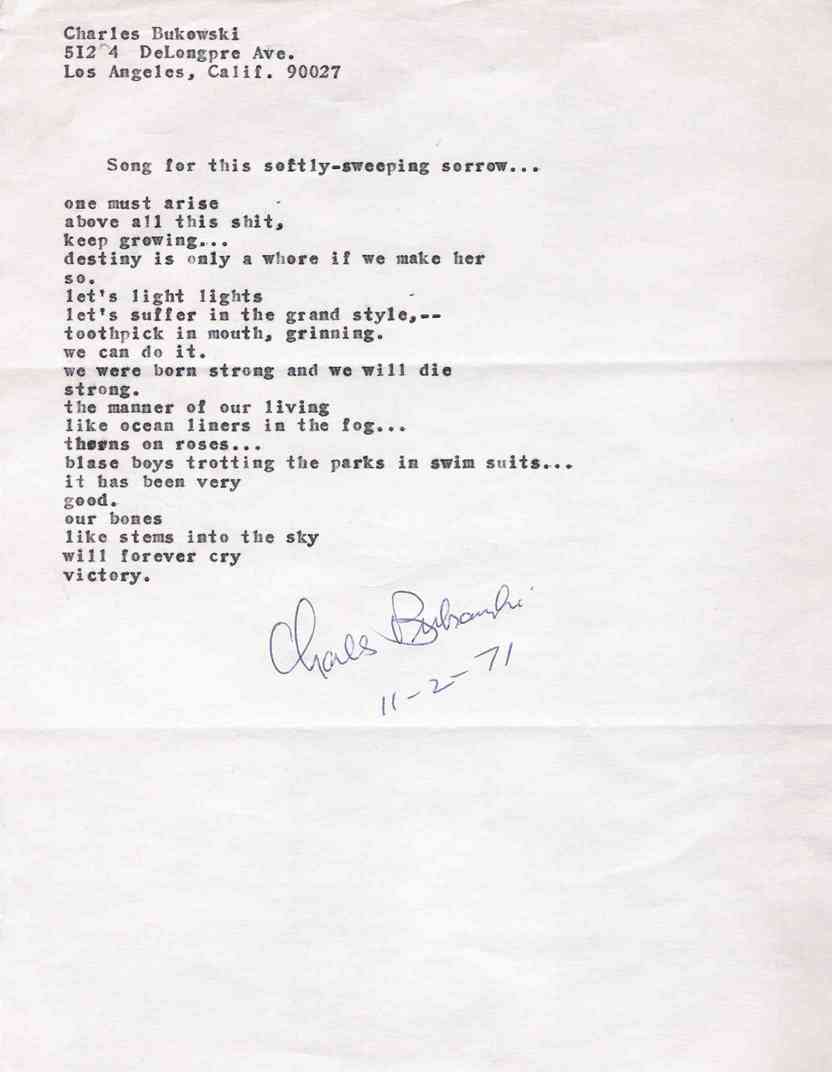 Charles Bukowski
5124 DeLongpre Ave.
Los Angeles, Calif. 90027
Song for this softly-sweeping sorrow...
one must arise
above all this shit,
keep growing...
destiny is only a whore if we make her
so.
let's light lights
let's suffer in the grand style,--
toothpick in mouth, grinning.
we can do it.
we were born strong and we will die
strong.
the manner of our living
like ocean liners in the fog...
thorns on roses...
blase boys trotting the parks in swim suits...
it has been very
good.
our bones
like stems into the sky
will forever cry
victory.
Charles Bukowski
11-2-71